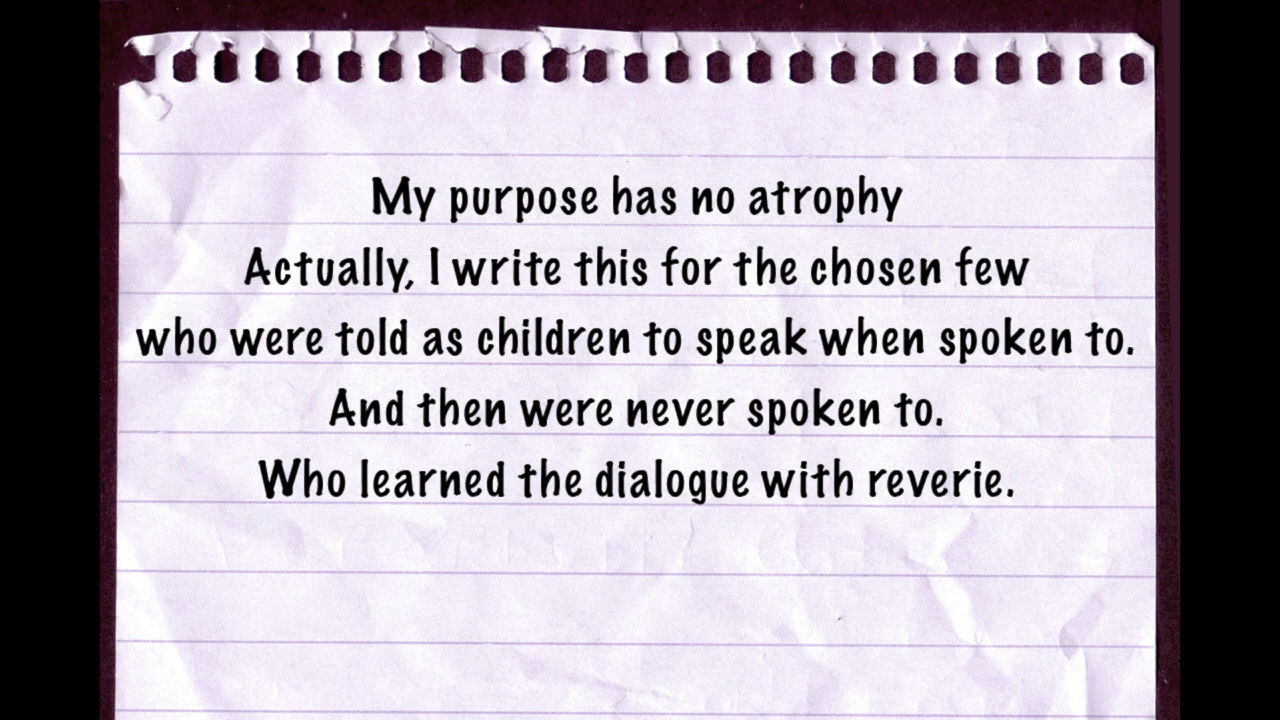 My purpose has no atrophy
Actually, I write this for the chosen few
who were told as children to speak when spoken to.
And then were never spoken to.
Who learned the dialogue with reverie.